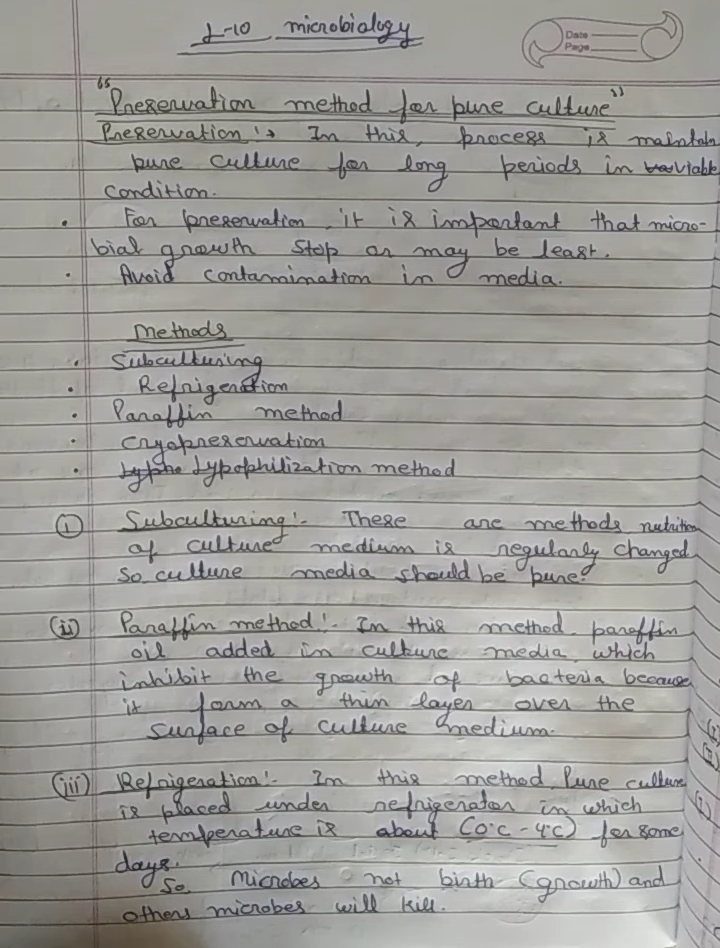 L-10 microbiology
Date
Page
"Preservation method for pure culture"
Preservation :→ In this, process is maintain
pure culture for long periods in viable
condition.
• For preservation, it is important that micro-
bial growth stop or may be least.
• Avoid contamination in media.
Methods
• Subculturing
• Refrigeration
• Paraffin method
• Cryopreservation
• Lypho Lypophilization method
(i) Subculturing :- These are methods nutrition
of culture medium is regularly changed
so culture media should be pure.
(ii) Paraffin method :- In this method paraffin
oil added in culture media, which
inhibit the growth of bacteria because
it form a thin layer over the
surface of culture medium.
(iii) Refrigeration :- In this method Pure culture
is placed under refrigerator in which
temperature is about (0°c - 4°c) for some
days.
So, Microbes not birth (growth) and
others microbes will kill.